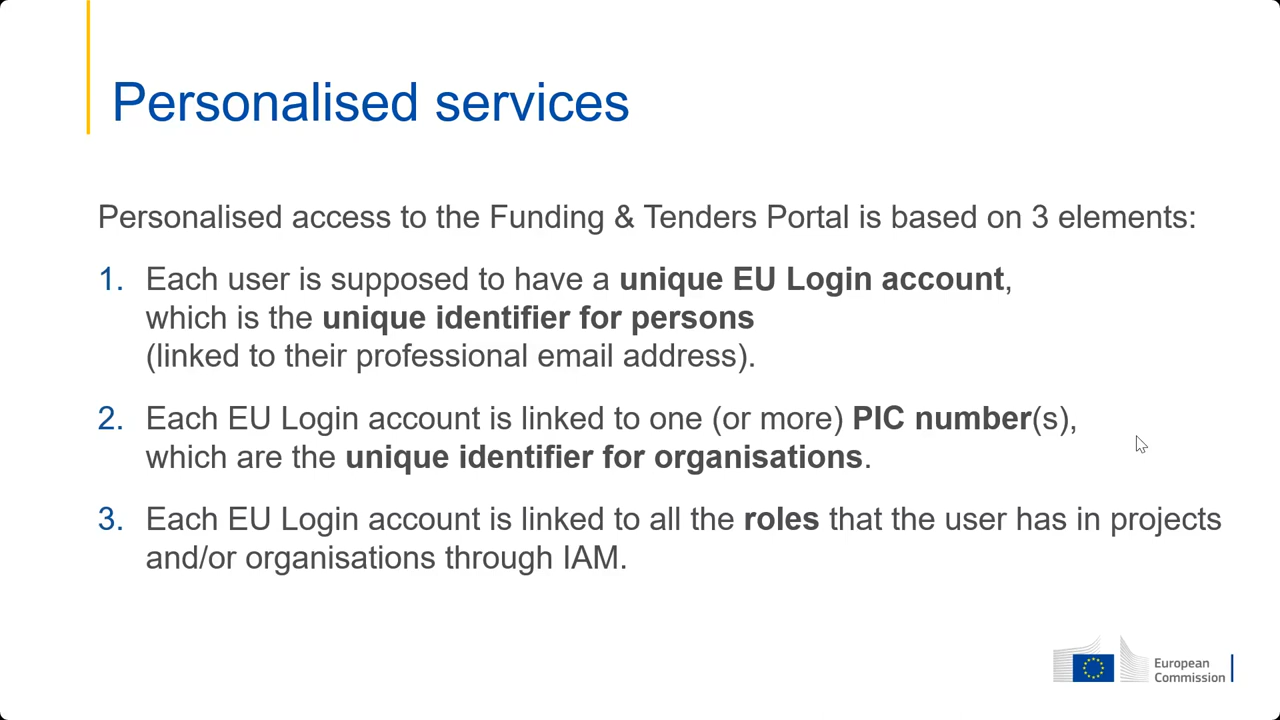 Personalised services
Personalised access to the Funding & Tenders Portal is based on 3 elements:
1. Each user is supposed to have a unique EU Login account,
which is the unique identifier for persons
(linked to their professional email address).
2. Each EU Login account is linked to one (or more) PIC number(s),
which are the unique identifier for organisations.
3. Each EU Login account is linked to all the roles that the user has in projects
and/or organisations through IAM.
European
Commission